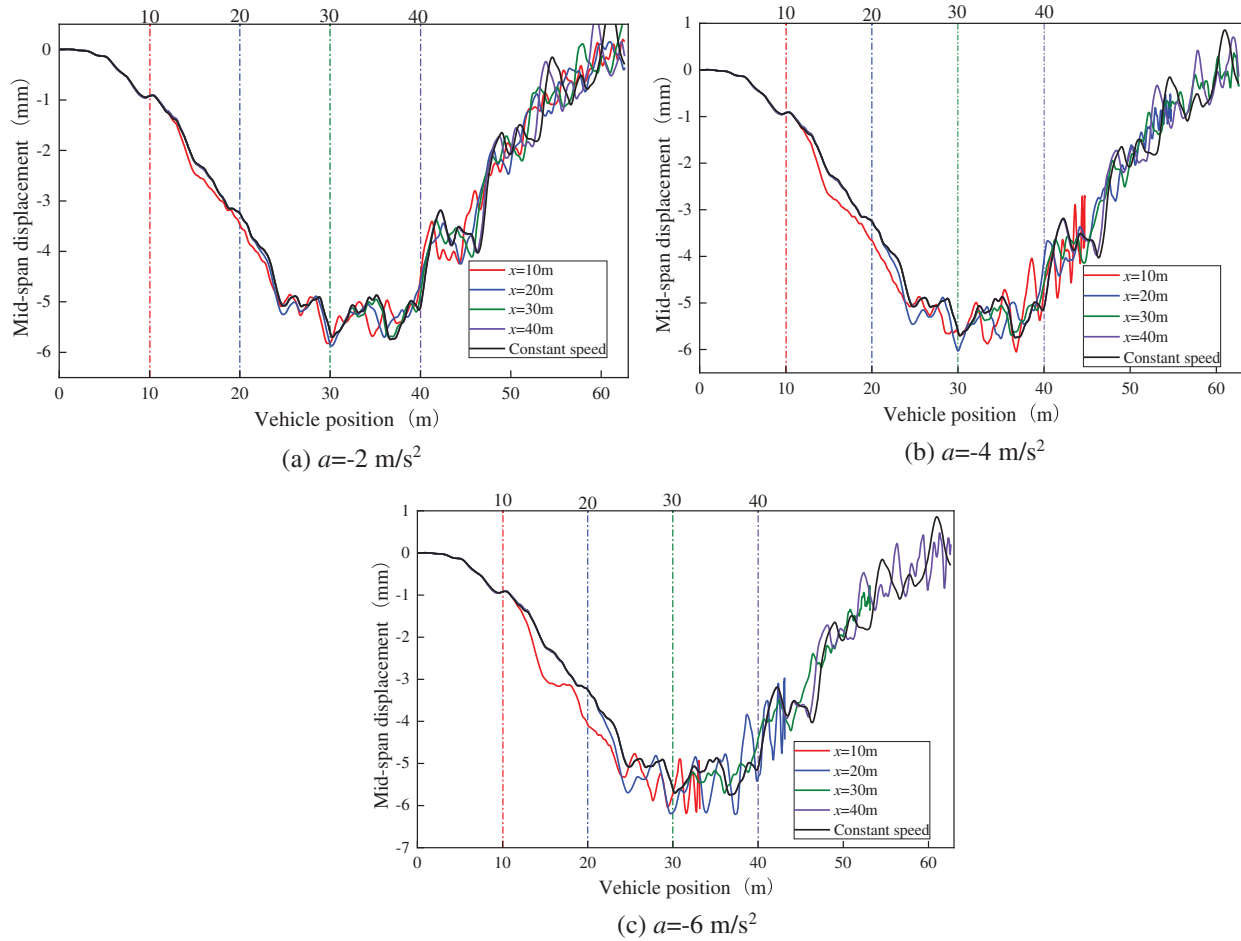 10 20 30 40
0
-1
-2
-3
-4
-5
-6
Mid-span displacement (mm)
x=10m
x=20m
x=30m
x=40m
Constant speed
0 10 20 30 40 50 60
Vehicle position (m)
(a) a=-2 m/s²
10 20 30 40
1
0
-1
-2
-3
-4
-5
-6
Mid-span displacement (mm)
x=10m
x=20m
x=30m
x=40m
Constant speed
0 10 20 30 40 50 60
Vehicle position (m)
(b) a=-4 m/s²
10 20 30 40
1
0
-1
-2
-3
-4
-5
-6
-7
Mid-span displacement (mm)
x=10m
x=20m
x=30m
x=40m
Constant speed
0 10 20 30 40 50 60
Vehicle position (m)
(c) a=-6 m/s²